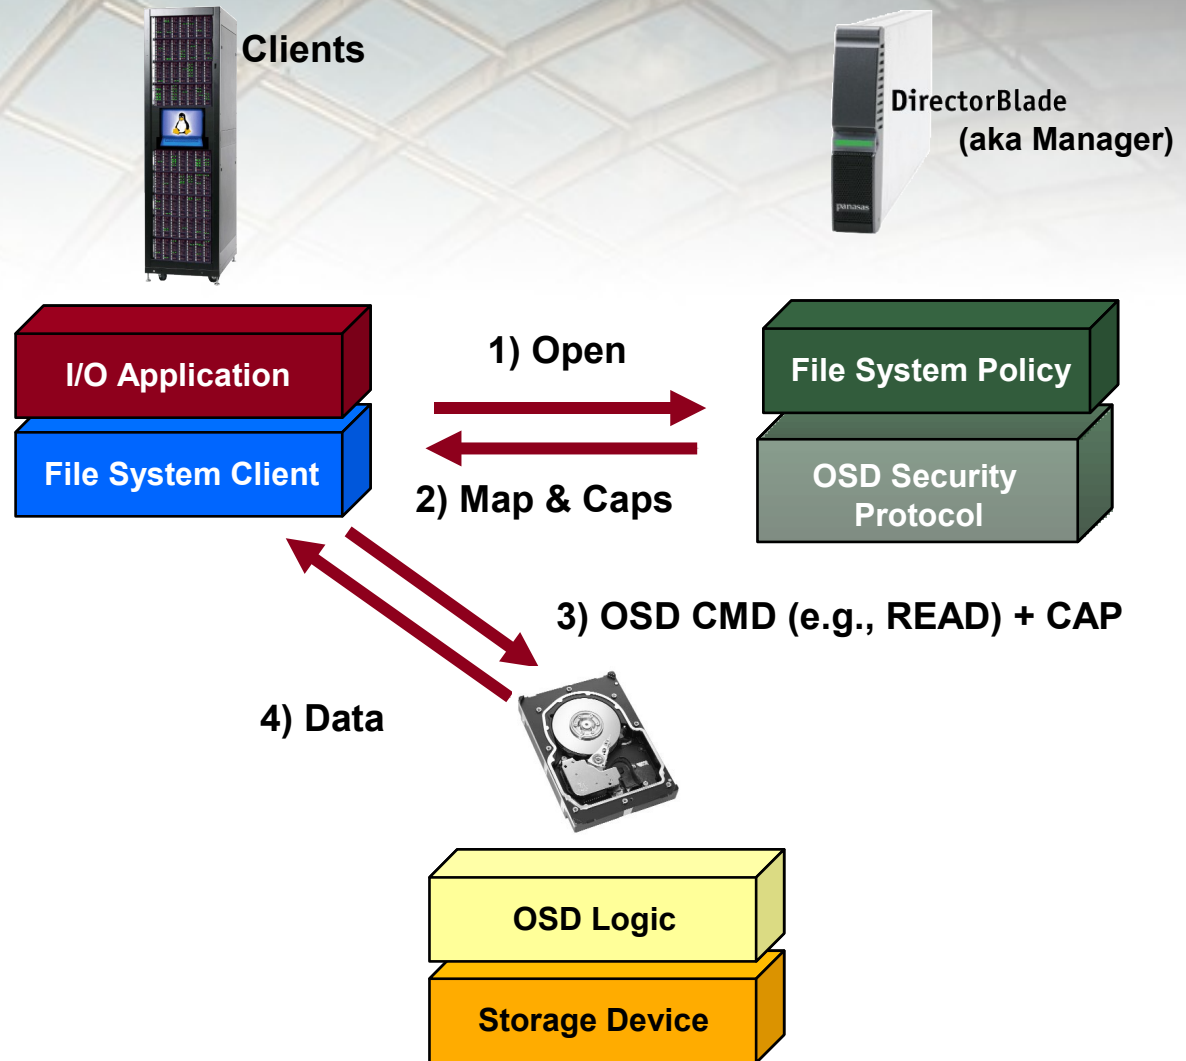 Clients
DirectorBlade
(aka Manager)
panasas
I/O Application
File System Client
1) Open
2) Map & Caps
File System Policy
OSD Security
Protocol
3) OSD CMD (e.g., READ) + CAP
4) Data
OSD Logic
Storage Device